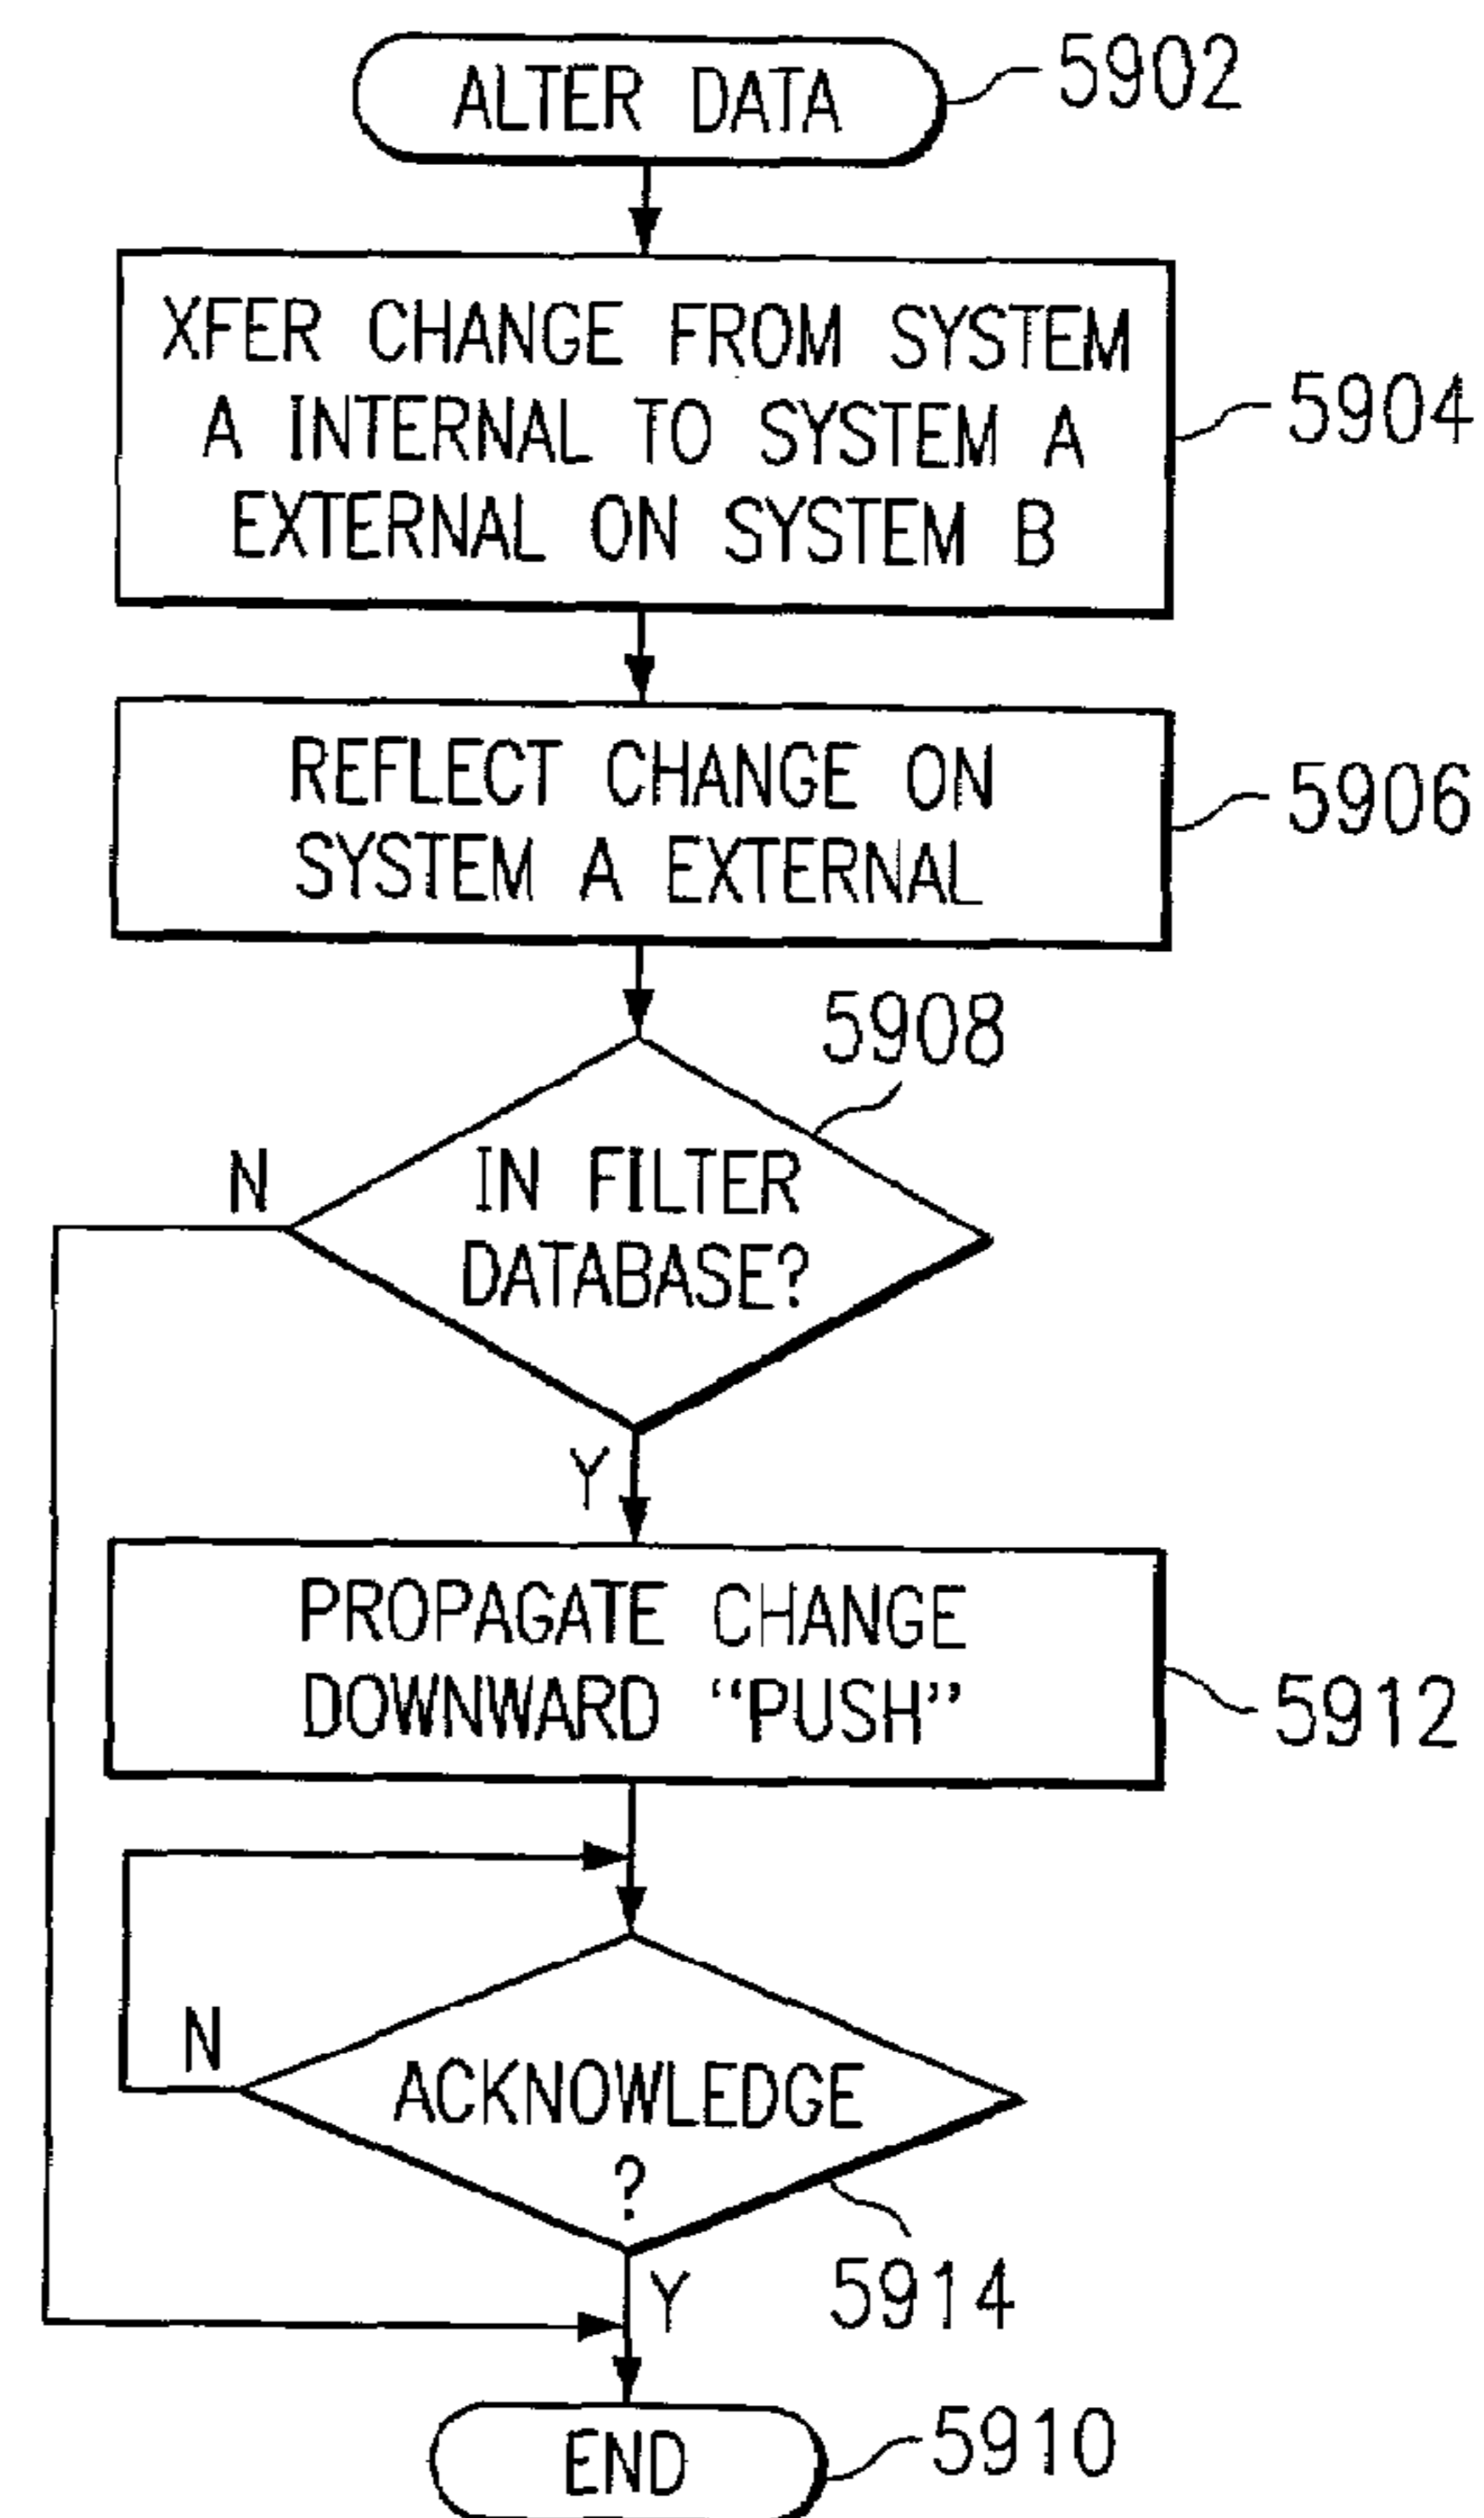 ALTER DATA
5902
XFER CHANGE FROM SYSTEM
A INTERNAL TO SYSTEM A
EXTERNAL ON SYSTEM B
5904
REFLECT CHANGE ON
SYSTEM A EXTERNAL
5906
5908
N
IN FILTER
DATABASE?
Y
PROPAGATE CHANGE
DOWNWARD “PUSH”
5912
N
ACKNOWLEDGE
?
Y
5914
END
5910